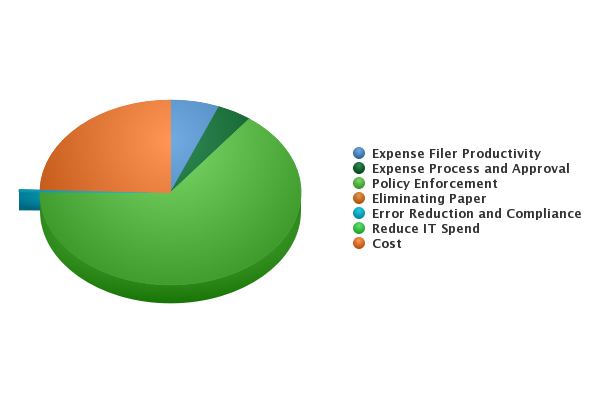 Expense Filer Productivity
Expense Process and Approval
Policy Enforcement
Eliminating Paper
Error Reduction and Compliance
Reduce IT Spend
Cost